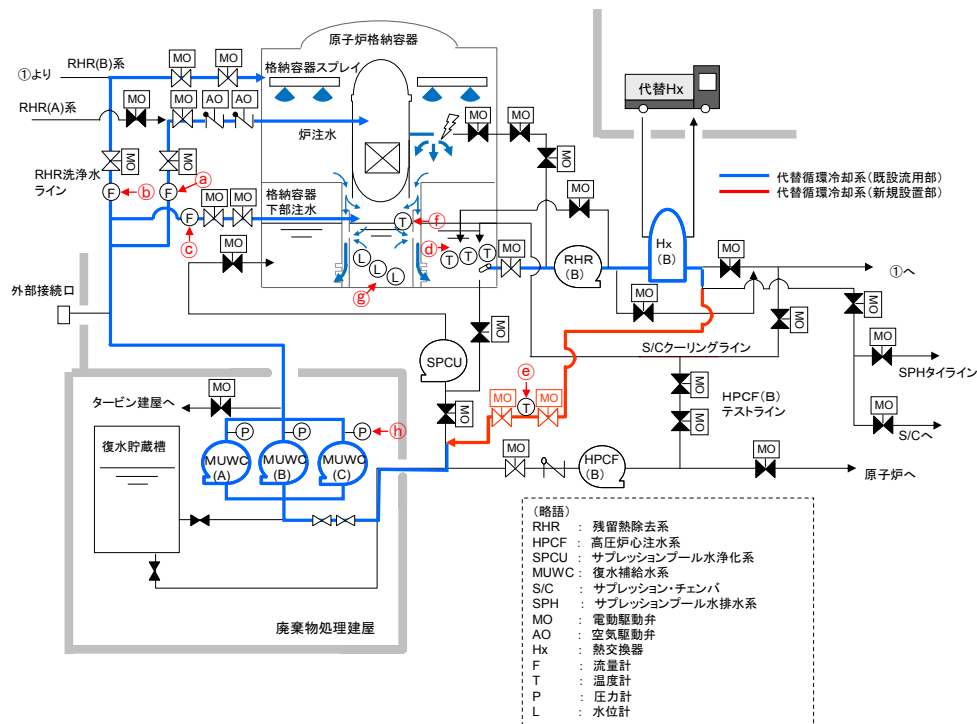 原子炉格納容器
①より
RHR(B)系
MO
MO
格納容器スプレイ
代替Hx
RHR(A)系
MO
MO
AO
AO
MO
MO
炉注水
MO
MO
MO
RHR洗浄水
ライン
F
ⓑ
F
ⓐ
代替循環冷却系(既設流用部)
代替循環冷却系(新規設置部)
MO
格納容器
下部注水
MO
MO
F
ⓒ
T
ⓕ
ⓓ
T
T
T
MO
RHR
(B)
Hx
(B)
MO
①へ
MO
L
L
L
ⓖ
MO
外部接続口
MO
MO
MO
S/Cクーリングライン
MO
SPHタイライン
SPCU
ⓔ
MO
T
MO
MO
HPCF(B)
テストライン
MO
S/Cへ
MO
MO
タービン建屋へ
MO
P
P
P
ⓗ
復水貯蔵槽
MUWC
(A)
MUWC
(B)
MUWC
(C)
MO
HPCF
(B)
MO
原子炉へ
廃棄物処理建屋
(略語)
RHR : 残留熱除去系
HPCF : 高圧炉心注水系
SPCU : サプレッションプール水浄化系
MUWC : 復水補給水系
S/C : サプレッション・チェンバ
SPH : サプレッションプール水排水系
MO : 電動駆動弁
AO : 空気駆動弁
Hx : 熱交換器
F : 流量計
T : 温度計
P : 圧力計
L : 水位計